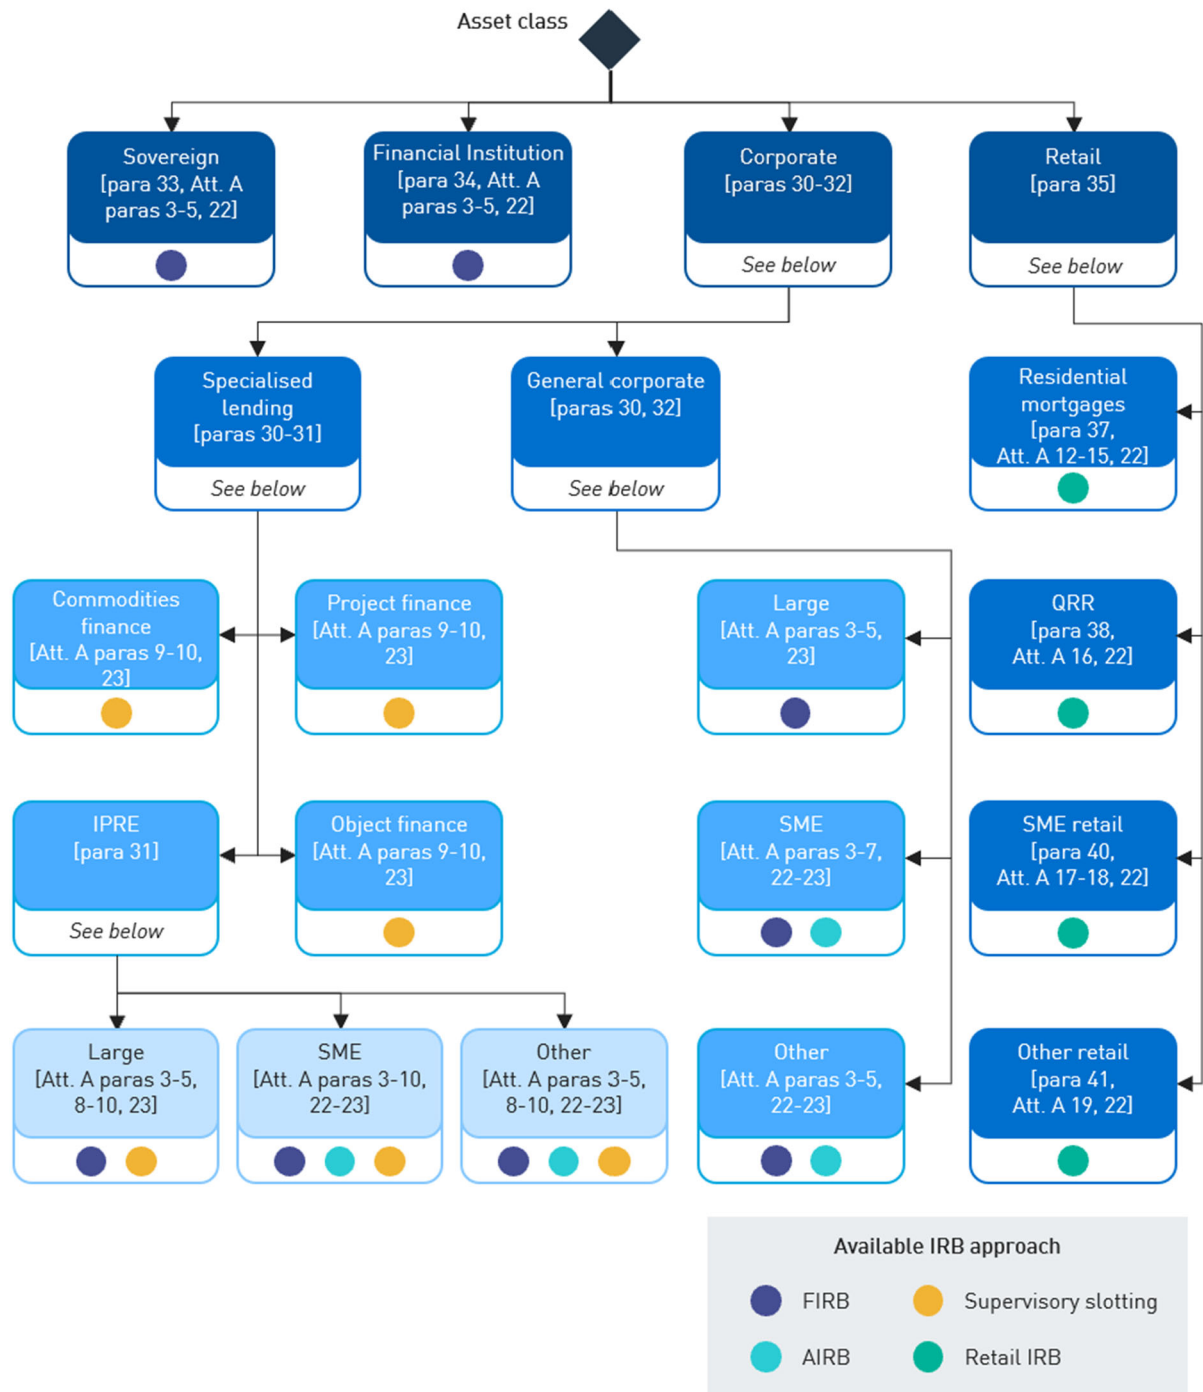 Asset class
Sovereign
[para 33, Att. A
paras 3-5, 22]
Financial Institution
[para 34, Att. A
paras 3-5, 22]
Corporate
[paras 30-32]
See below
Retail
[para 35]
See below
Specialised
lending
[paras 30-31]
See below
General corporate
[paras 30, 32]
See below
Residential
mortgages
[para 37,
Att. A 12-15, 22]
Commodities
finance
[Att. A paras 9-10,
23]
Project finance
[Att. A paras 9-10,
23]
Large
[Att. A paras 3-5,
23]
QRR
[para 38,
Att. A 16, 22]
IPRE
[para 31]
See below
Object finance
[Att. A paras 9-10,
23]
SME
[Att. A paras 3-7,
22-23]
SME retail
[para 40,
Att. A 17-18, 22]
Large
[Att. A paras 3-5,
8-10, 23]
SME
[Att. A paras 3-10,
22-23]
Other
[Att. A paras 3-5,
8-10, 22-23]
Other
[Att. A paras 3-5,
22-23]
Other retail
[para 41,
Att. A 19, 22]
Available IRB approach
FIRB
Supervisory slotting
AIRB
Retail IRB